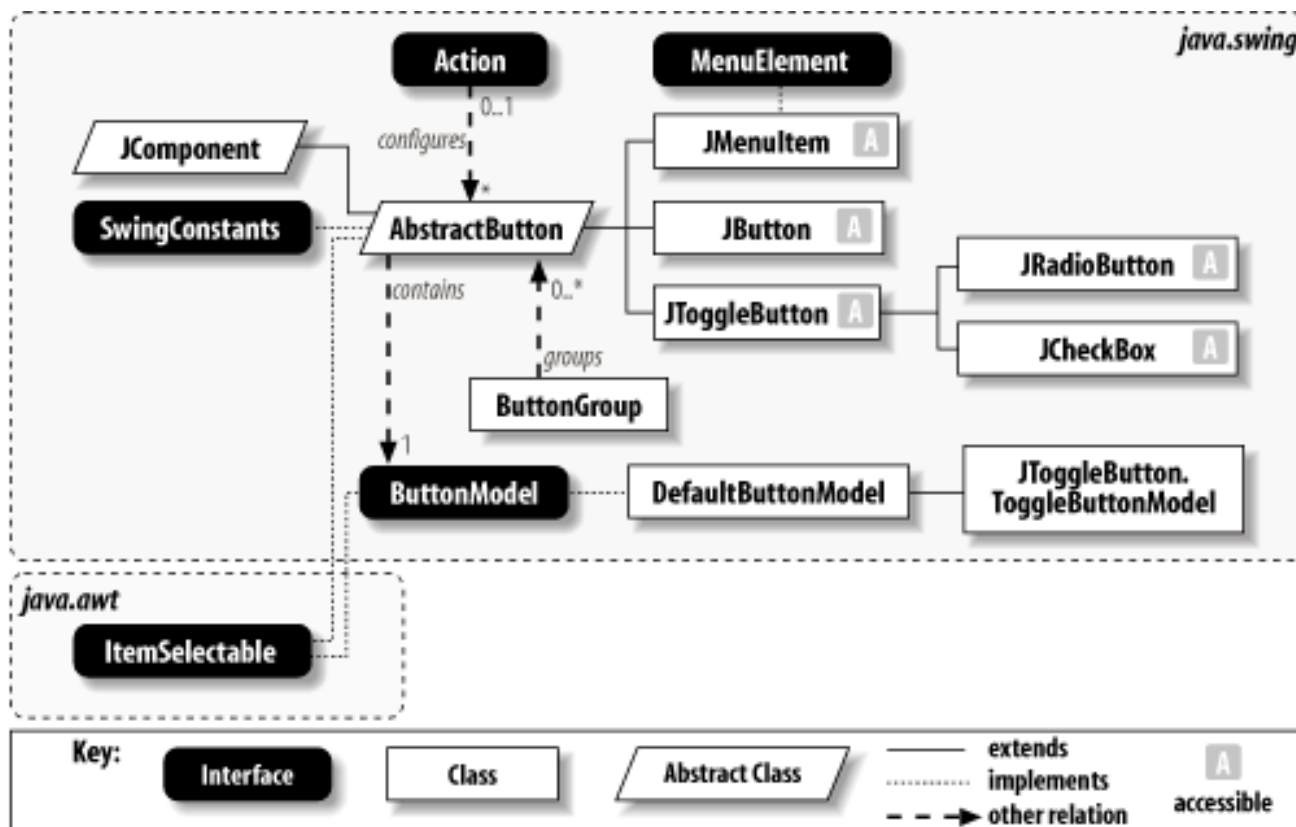 java.swing
Action
MenuElement
0...1
configures
*
JComponent
JMenuItem A
SwingConstants
AbstractButton
JButton A
contains
0...*
JToggleButton A
JRadioButton A
JCheckBox A
groups
ButtonGroup
1
ButtonModel
DefaultButtonModel
JToggleButton.
ToggleButtonModel
java.awt
ItemSelectable
Key:
Interface
Class
Abstract Class
extends
implements
other relation
A
accessible